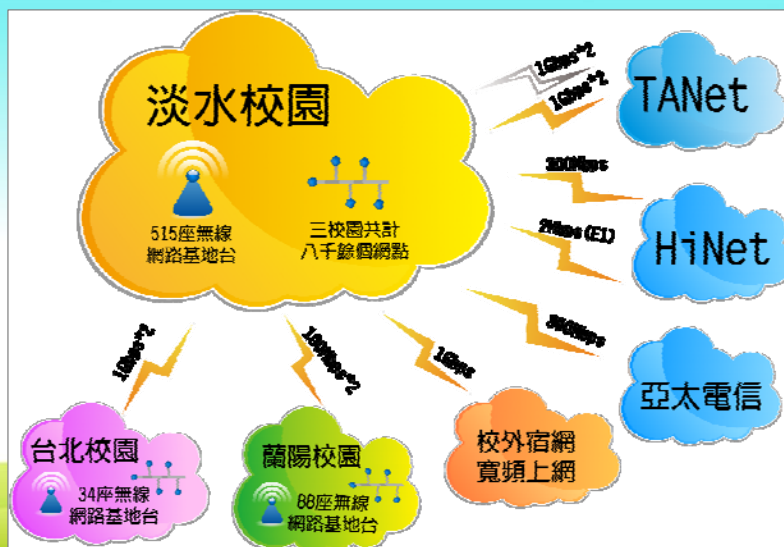 淡水校園
515座無線
網路基地台
三校園共計
八千餘個網點
1Gbps*2
1Gbps*2
TANet
300Mbps
2Mbps(E1)
HiNet
300Mbps
亞太電信
1Gbps*2
100Mbps*2
1Gbps
台北校園
34座無線
網路基地台
蘭陽校園
88座無線
網路基地台
校外宿網
寬頻上網